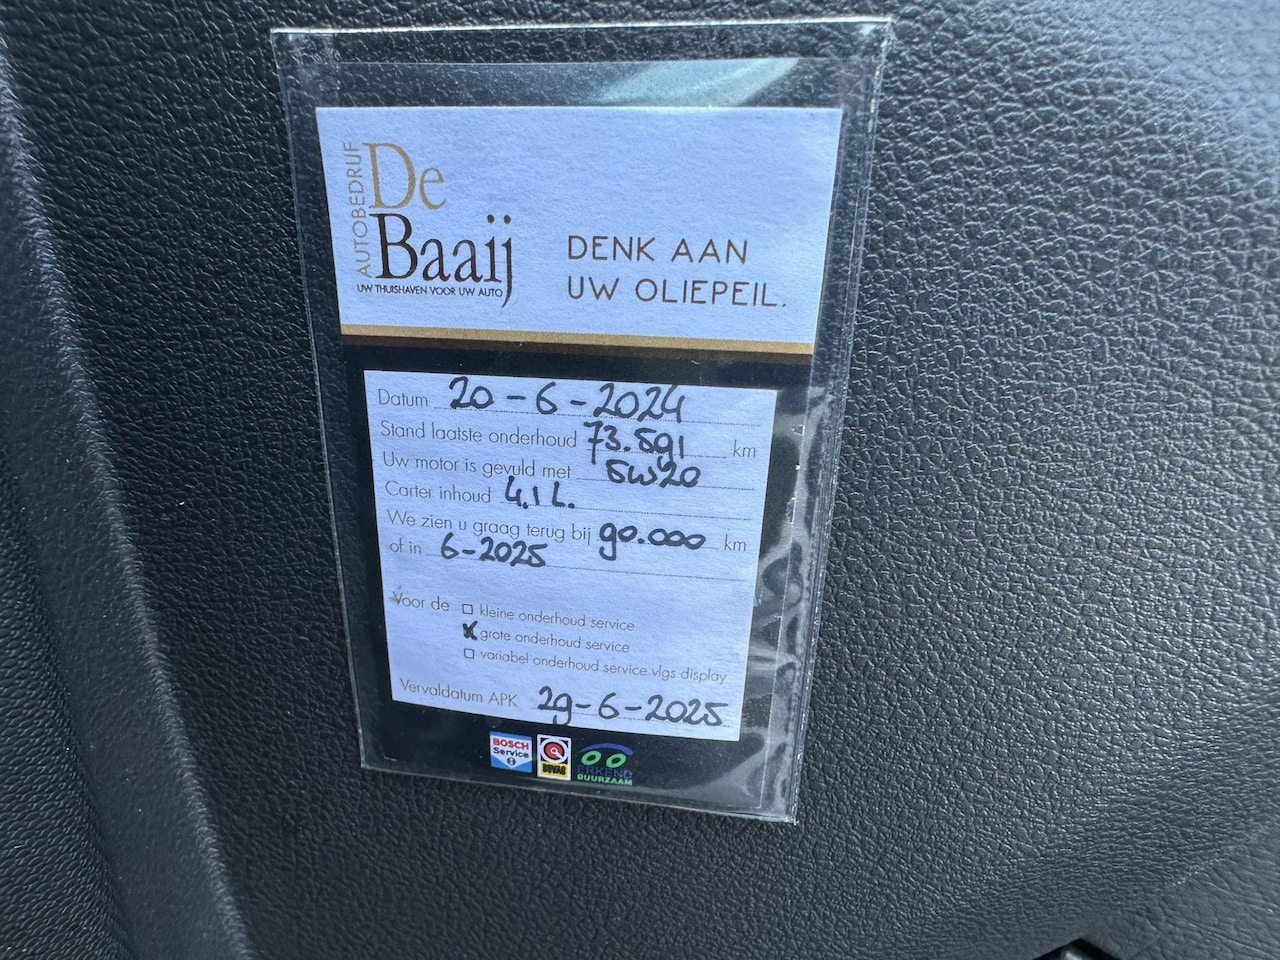 AUTOBEDRIJF
De
Baaij
UW THUISHAVEN VOOR UW AUTO
DENK AAN
UW OLIEPEIL.
Datum 20-6-2024
Stand laatste onderhoud 73.591 km
Uw motor is gevuld met 5W20
Carter inhoud 4.1 L.
We zien u graag terug bij 90.000 km
of in 6-2025
Voor de kleine onderhoud service
X grote onderhoud service
variabel onderhoud service vlgs display
Vervaldatum APK 29-6-2025
BOSCH
Service
BOVAG
ERKEND
DUURZAAM